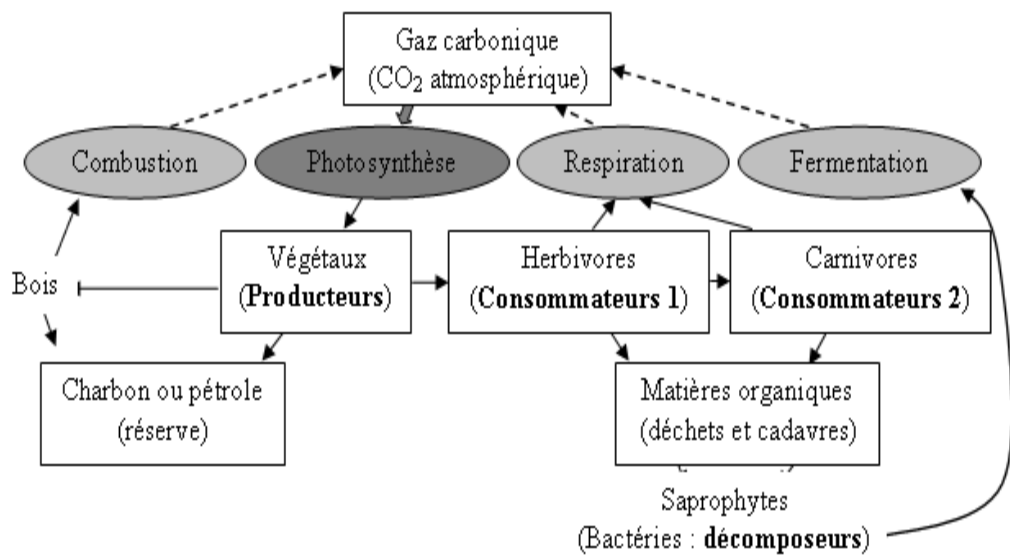 Gaz carbonique
(CO₂ atmosphérique)
Combustion
Photosynthèse
Respiration
Fermentation
Bois
Végétaux
(Producteurs)
Herbivores
(Consommateurs 1)
Carnivores
(Consommateurs 2)
Charbon ou pétrole
(réserve)
Matières organiques
(déchets et cadavres)
Saprophytes
(Bactéries : décomposeurs)